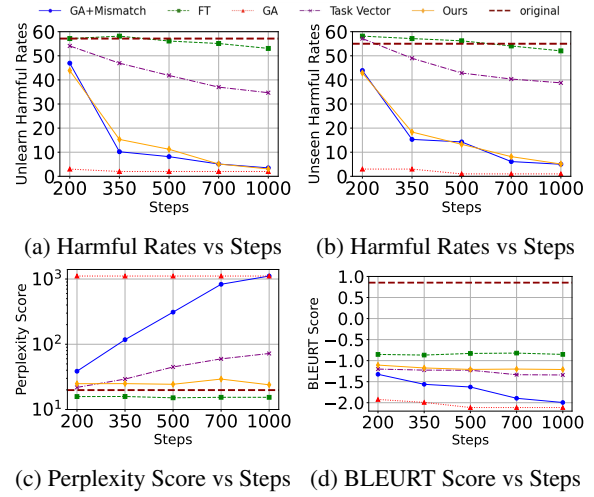 GA+Mismatch FT GA Task Vector Ours original
60
50
40
30
20
10
0
Unlearn Harmful Rates
200 350 500 700 1000
Steps
60
50
40
30
20
10
0
Unseen Harmful Rates
200 350 500 700 1000
Steps
(a) Harmful Rates vs Steps
(b) Harmful Rates vs Steps
10³
10²
10¹
Perplexity Score
200 350 500 700 1000
Steps
1.0
0.5
0.0
−0.5
−1.0
−1.5
−2.0
BLEURT Score
200 350 500 700 1000
Steps
(c) Perplexity Score vs Steps
(d) BLEURT Score vs Steps